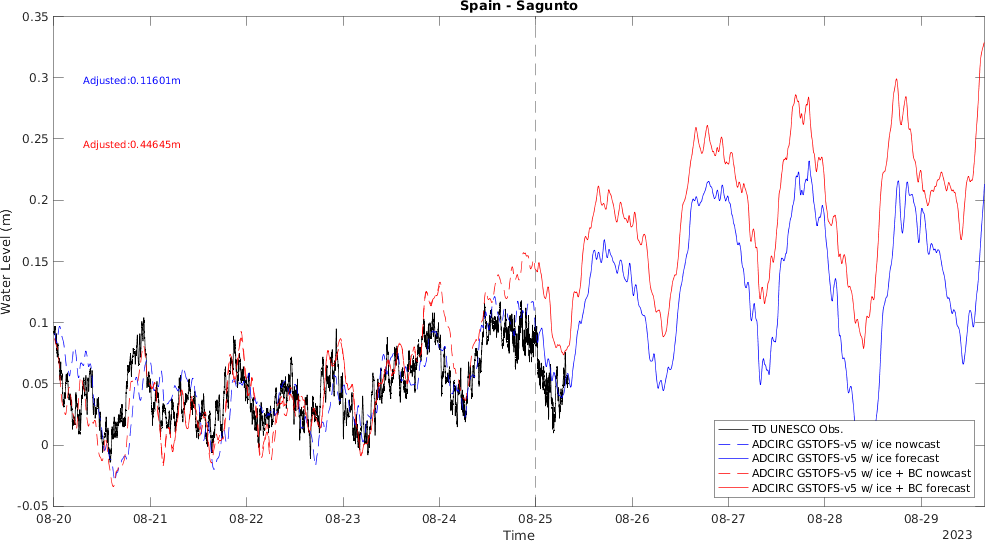 Spain - Sagunto
0.35
0.3
0.25
0.2
0.15
0.1
0.05
0
-0.05
Water Level (m)
Adjusted:0.11601m
Adjusted:0.44645m
TD UNESCO Obs.
ADCIRC GSTOFS-v5 w/ ice nowcast
ADCIRC GSTOFS-v5 w/ ice forecast
ADCIRC GSTOFS-v5 w/ ice + BC nowcast
ADCIRC GSTOFS-v5 w/ ice + BC forecast
08-20 08-21 08-22 08-23 08-24 08-25 08-26 08-27 08-28 08-29
Time
2023